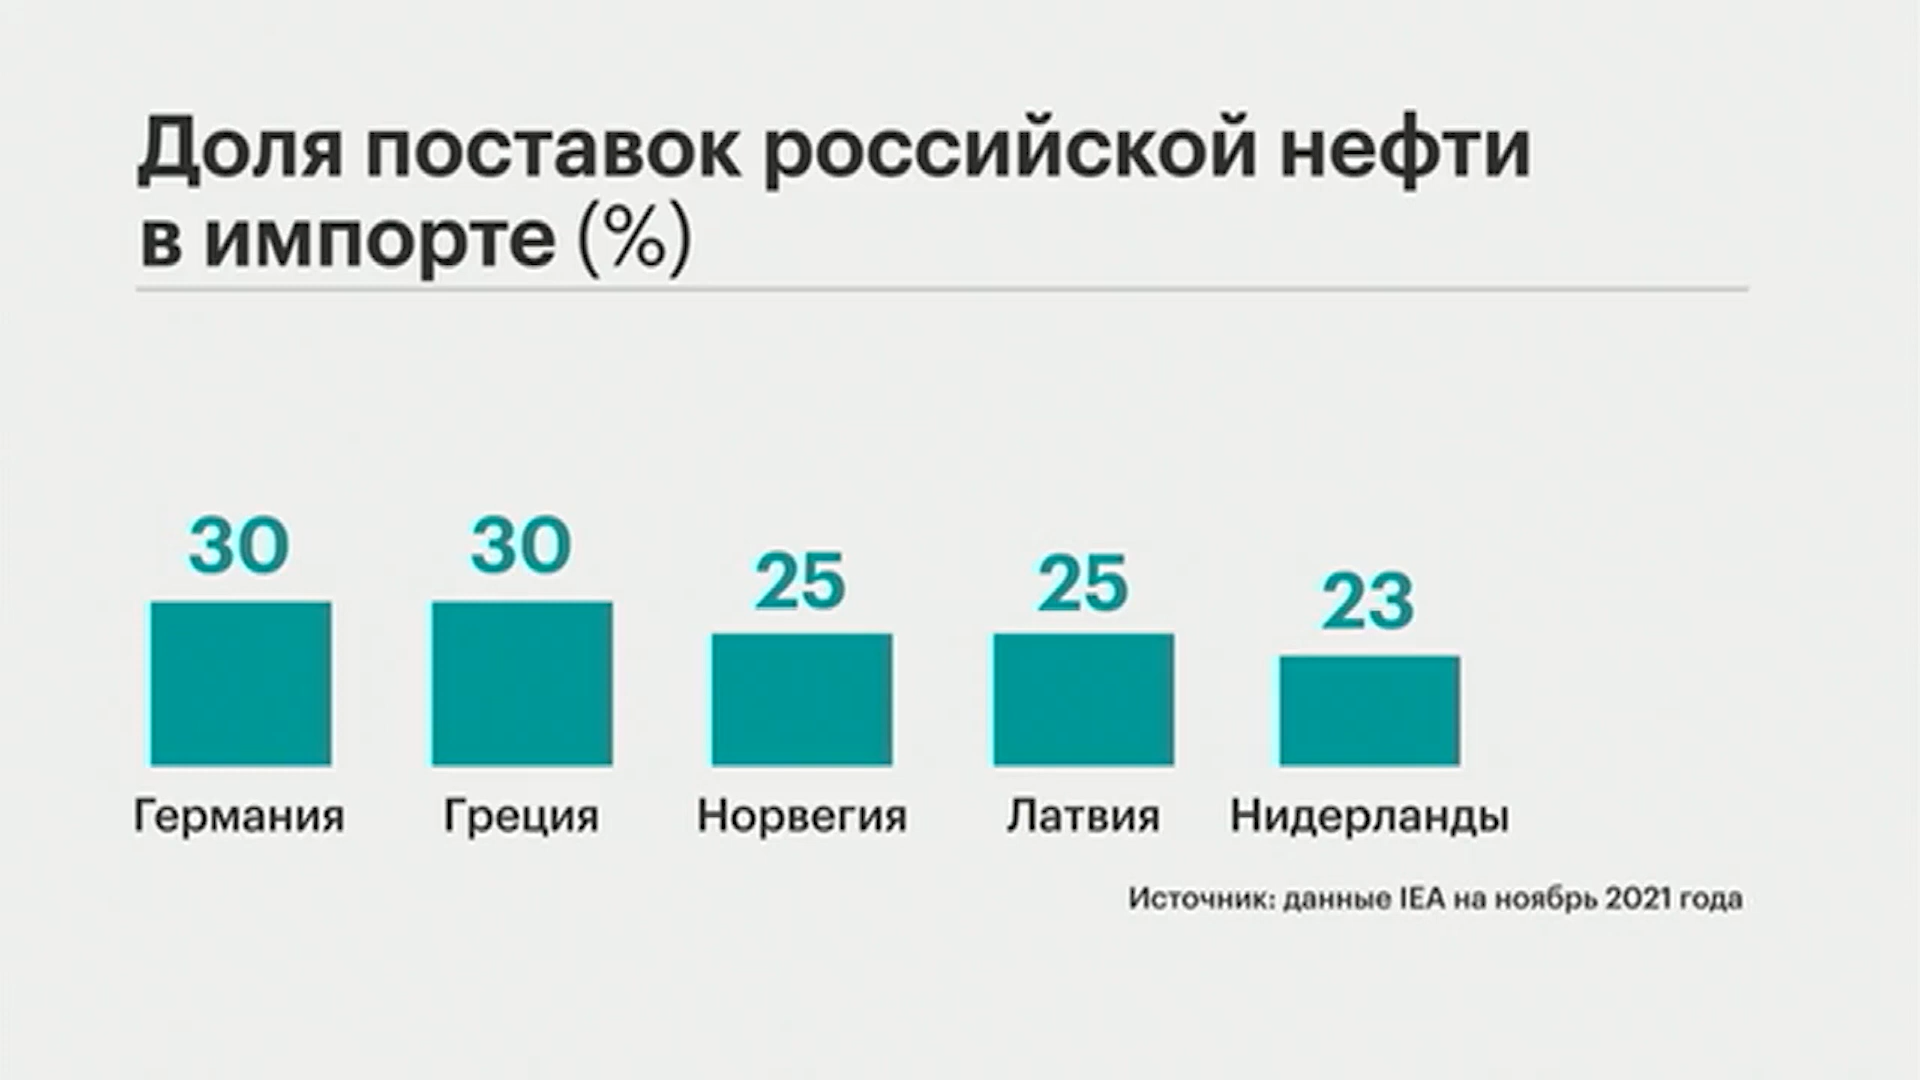 Доля поставок российской нефти
в импорте (%)
30 30 25 25 23
Германия Греция Норвегия Латвия Нидерланды
Источник: данные IEA на ноябрь 2021 года